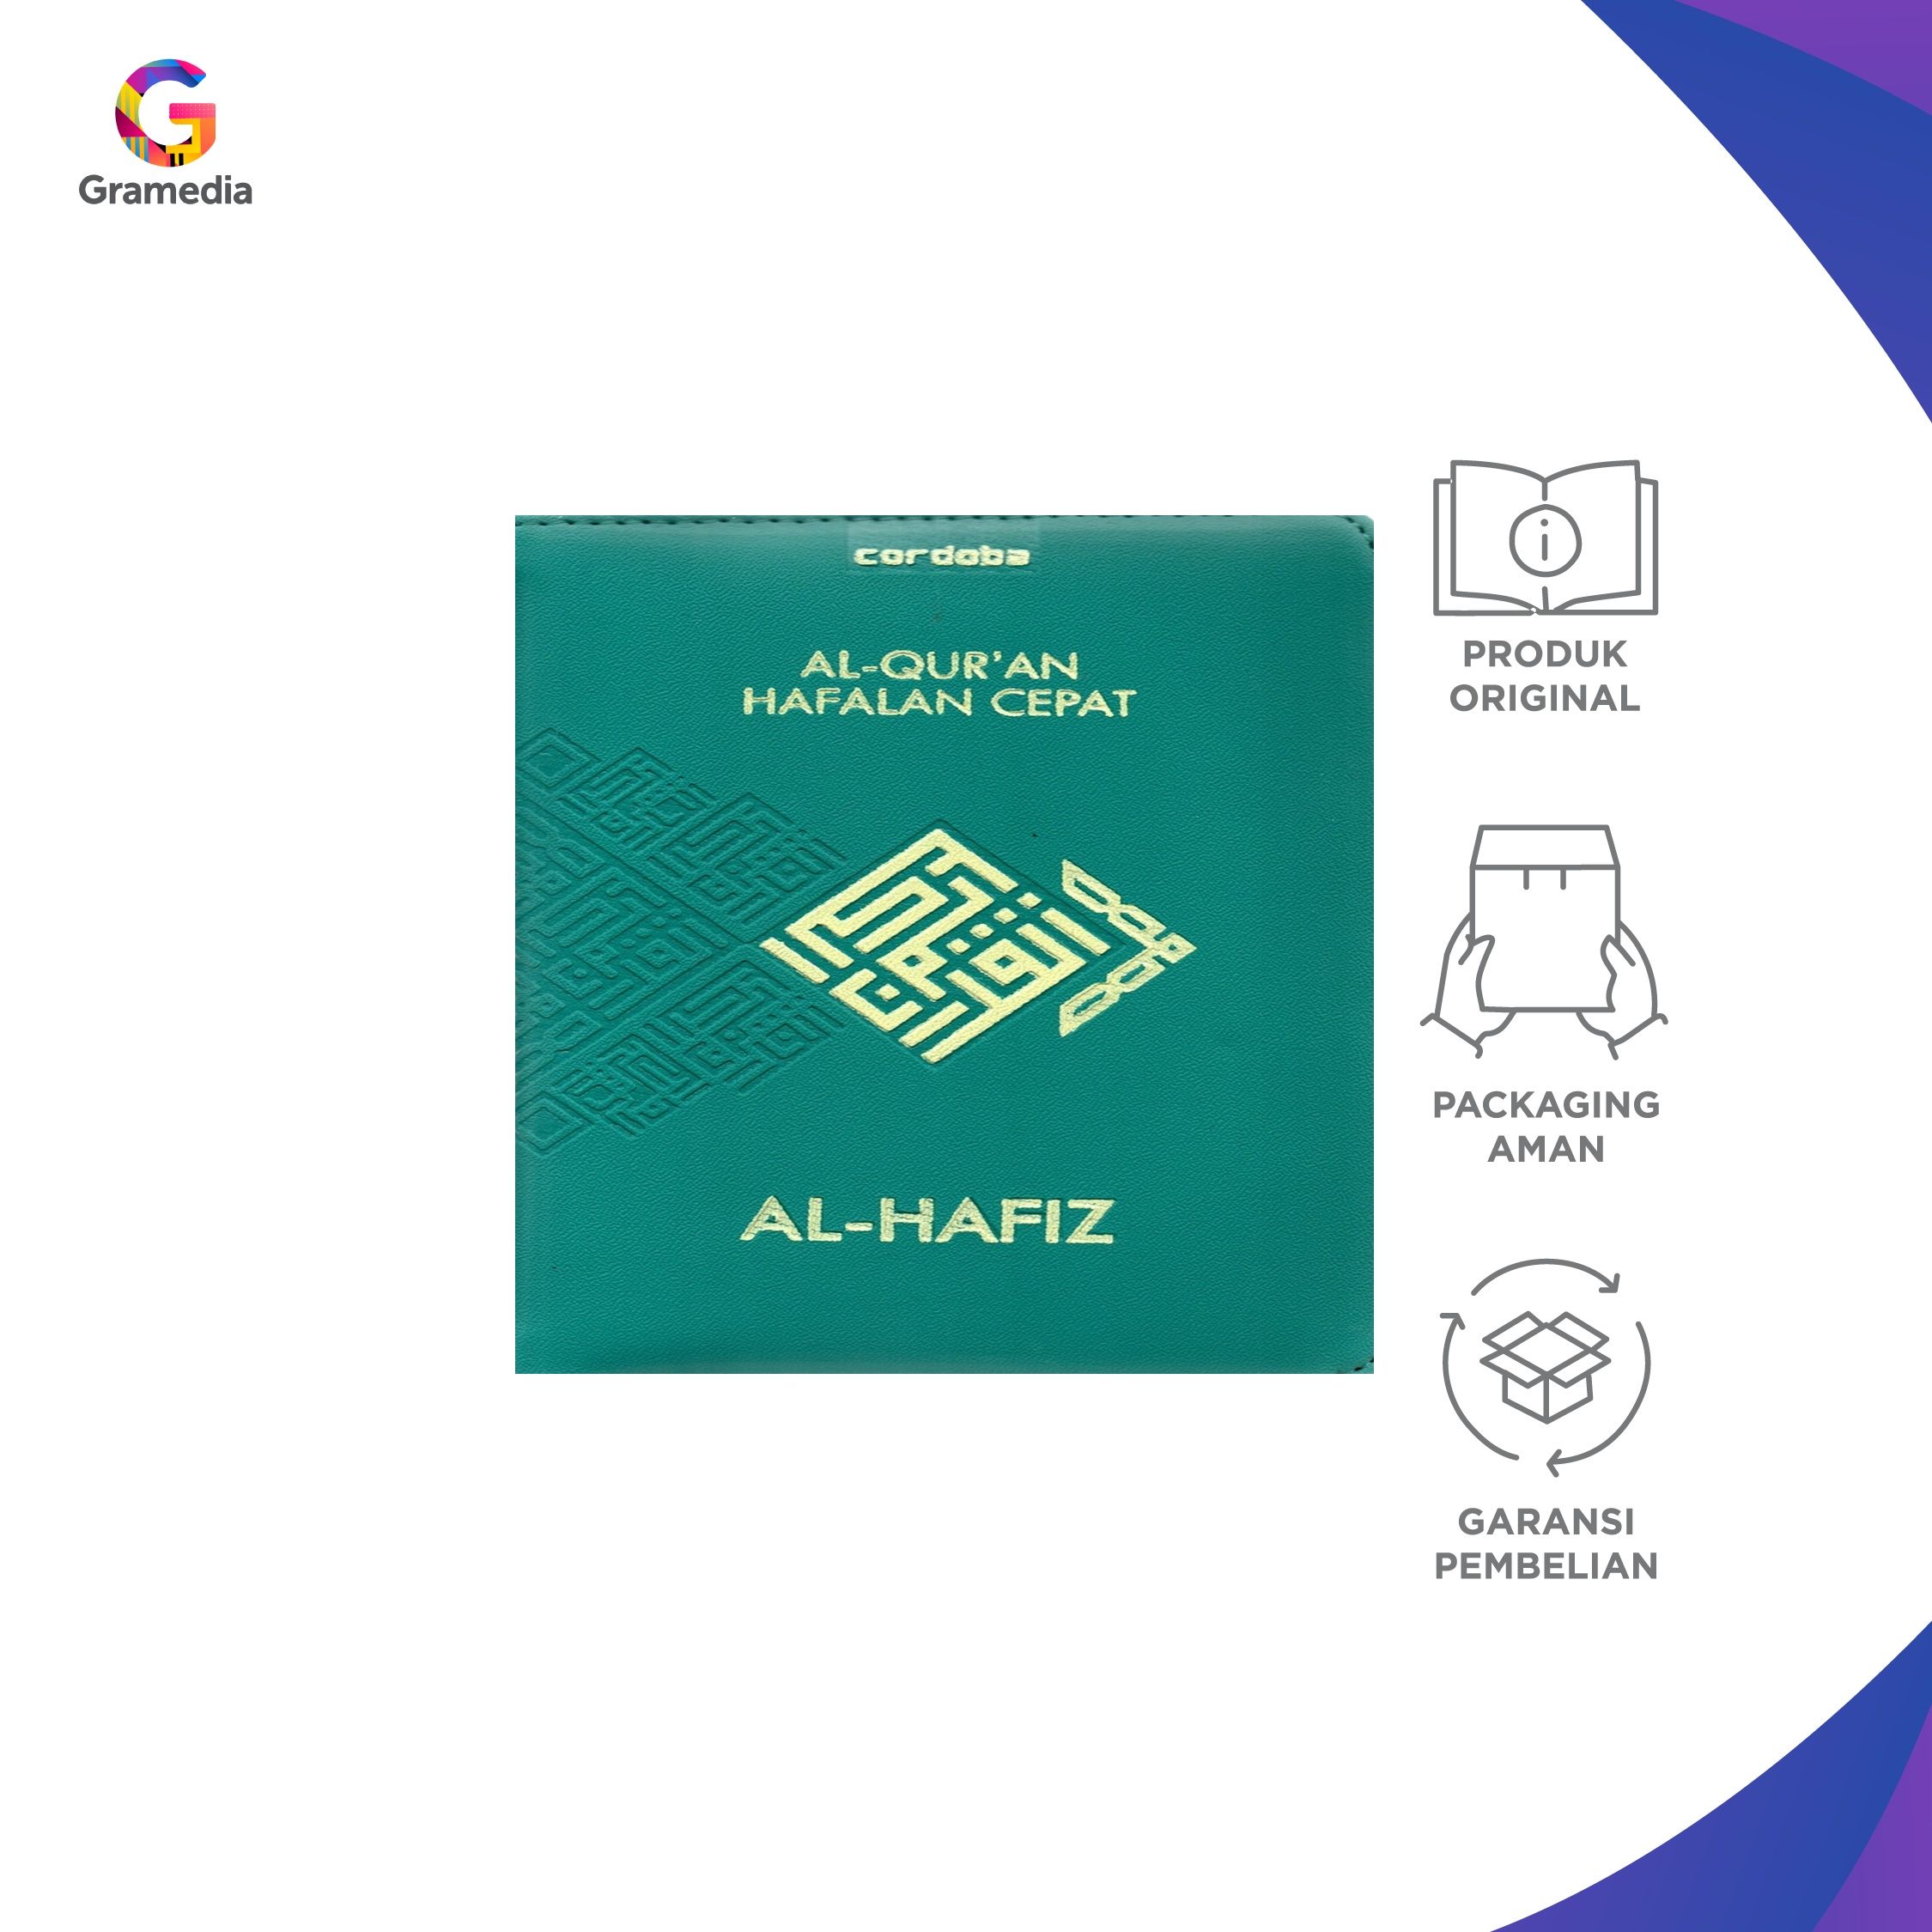 Gramedia
cordoba
AL-QUR’AN
HAFALAN CEPAT
AL-HAFIZ
PRODUK
ORIGINAL
PACKAGING
AMAN
GARANSI
PEMBELIAN